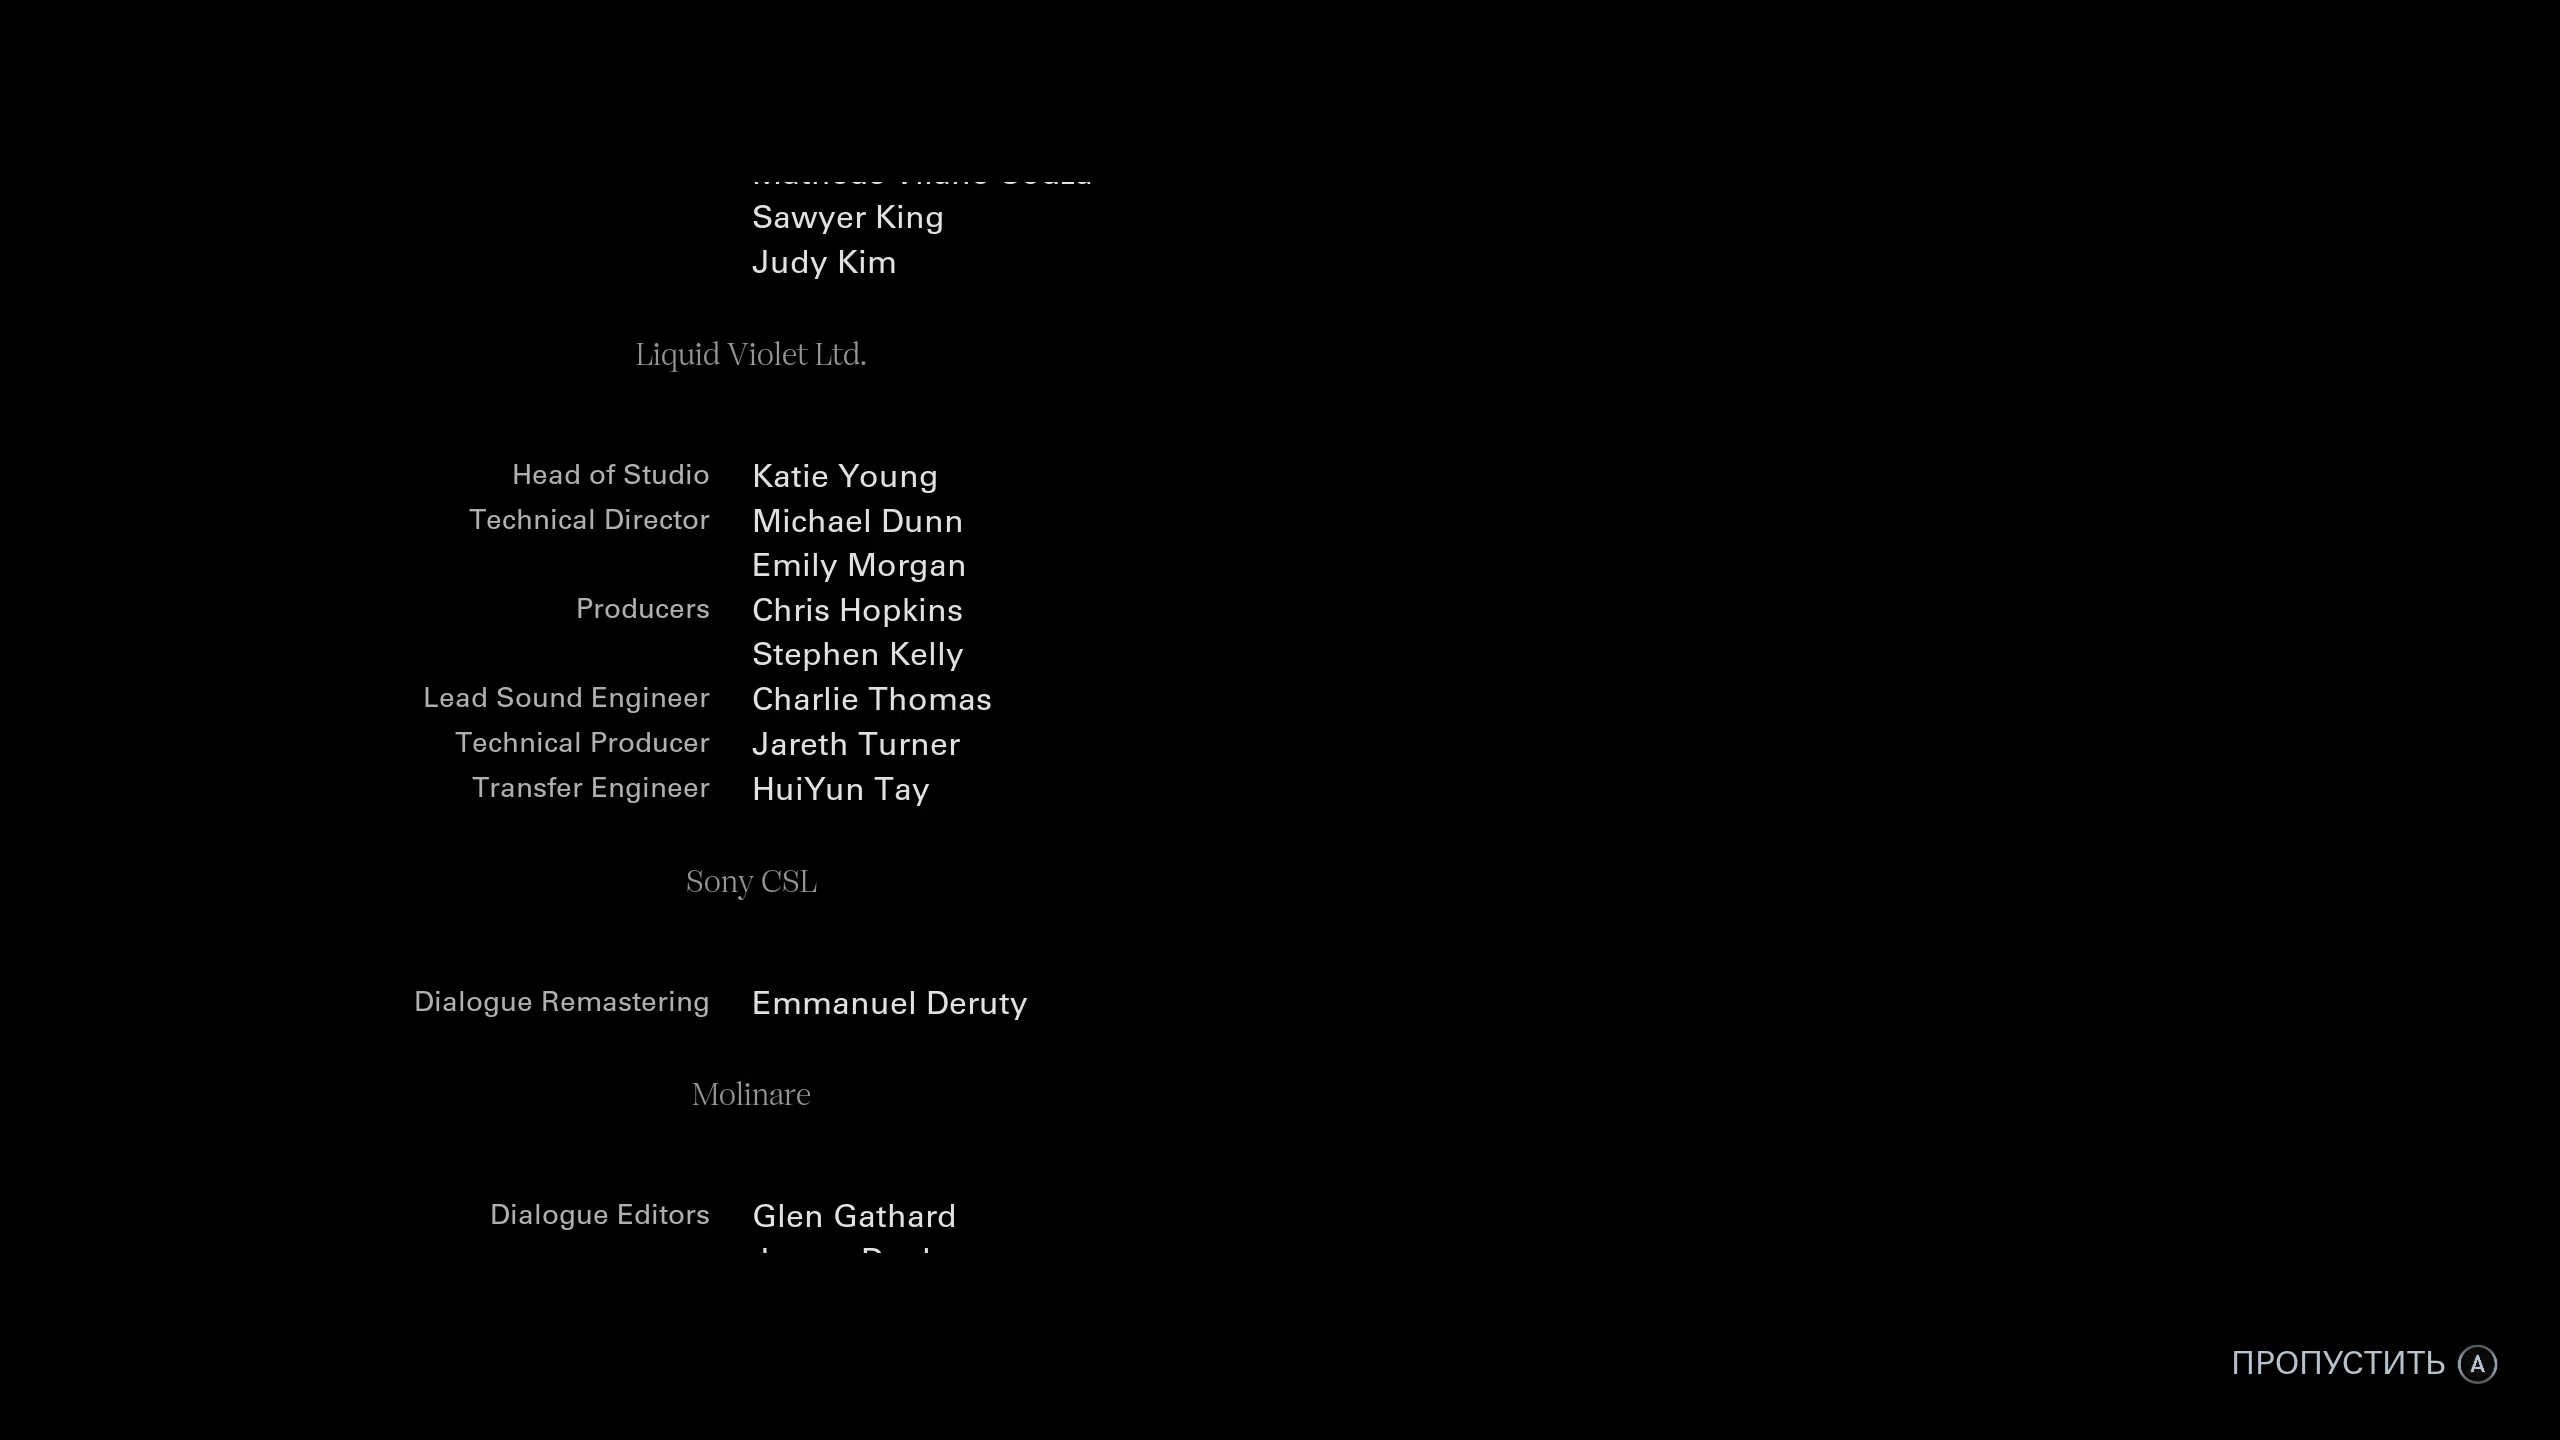 Sawyer King
Judy Kim
Liquid Violet Ltd.
Head of Studio Katie Young
Technical Director Michael Dunn
Emily Morgan
Producers Chris Hopkins
Stephen Kelly
Lead Sound Engineer Charlie Thomas
Technical Producer Jareth Turner
Transfer Engineer HuiYun Tay
Sony CSL
Dialogue Remastering Emmanuel Deruty
Molinare
Dialogue Editors Glen Gathard
ПРОПУСТИТЬ A